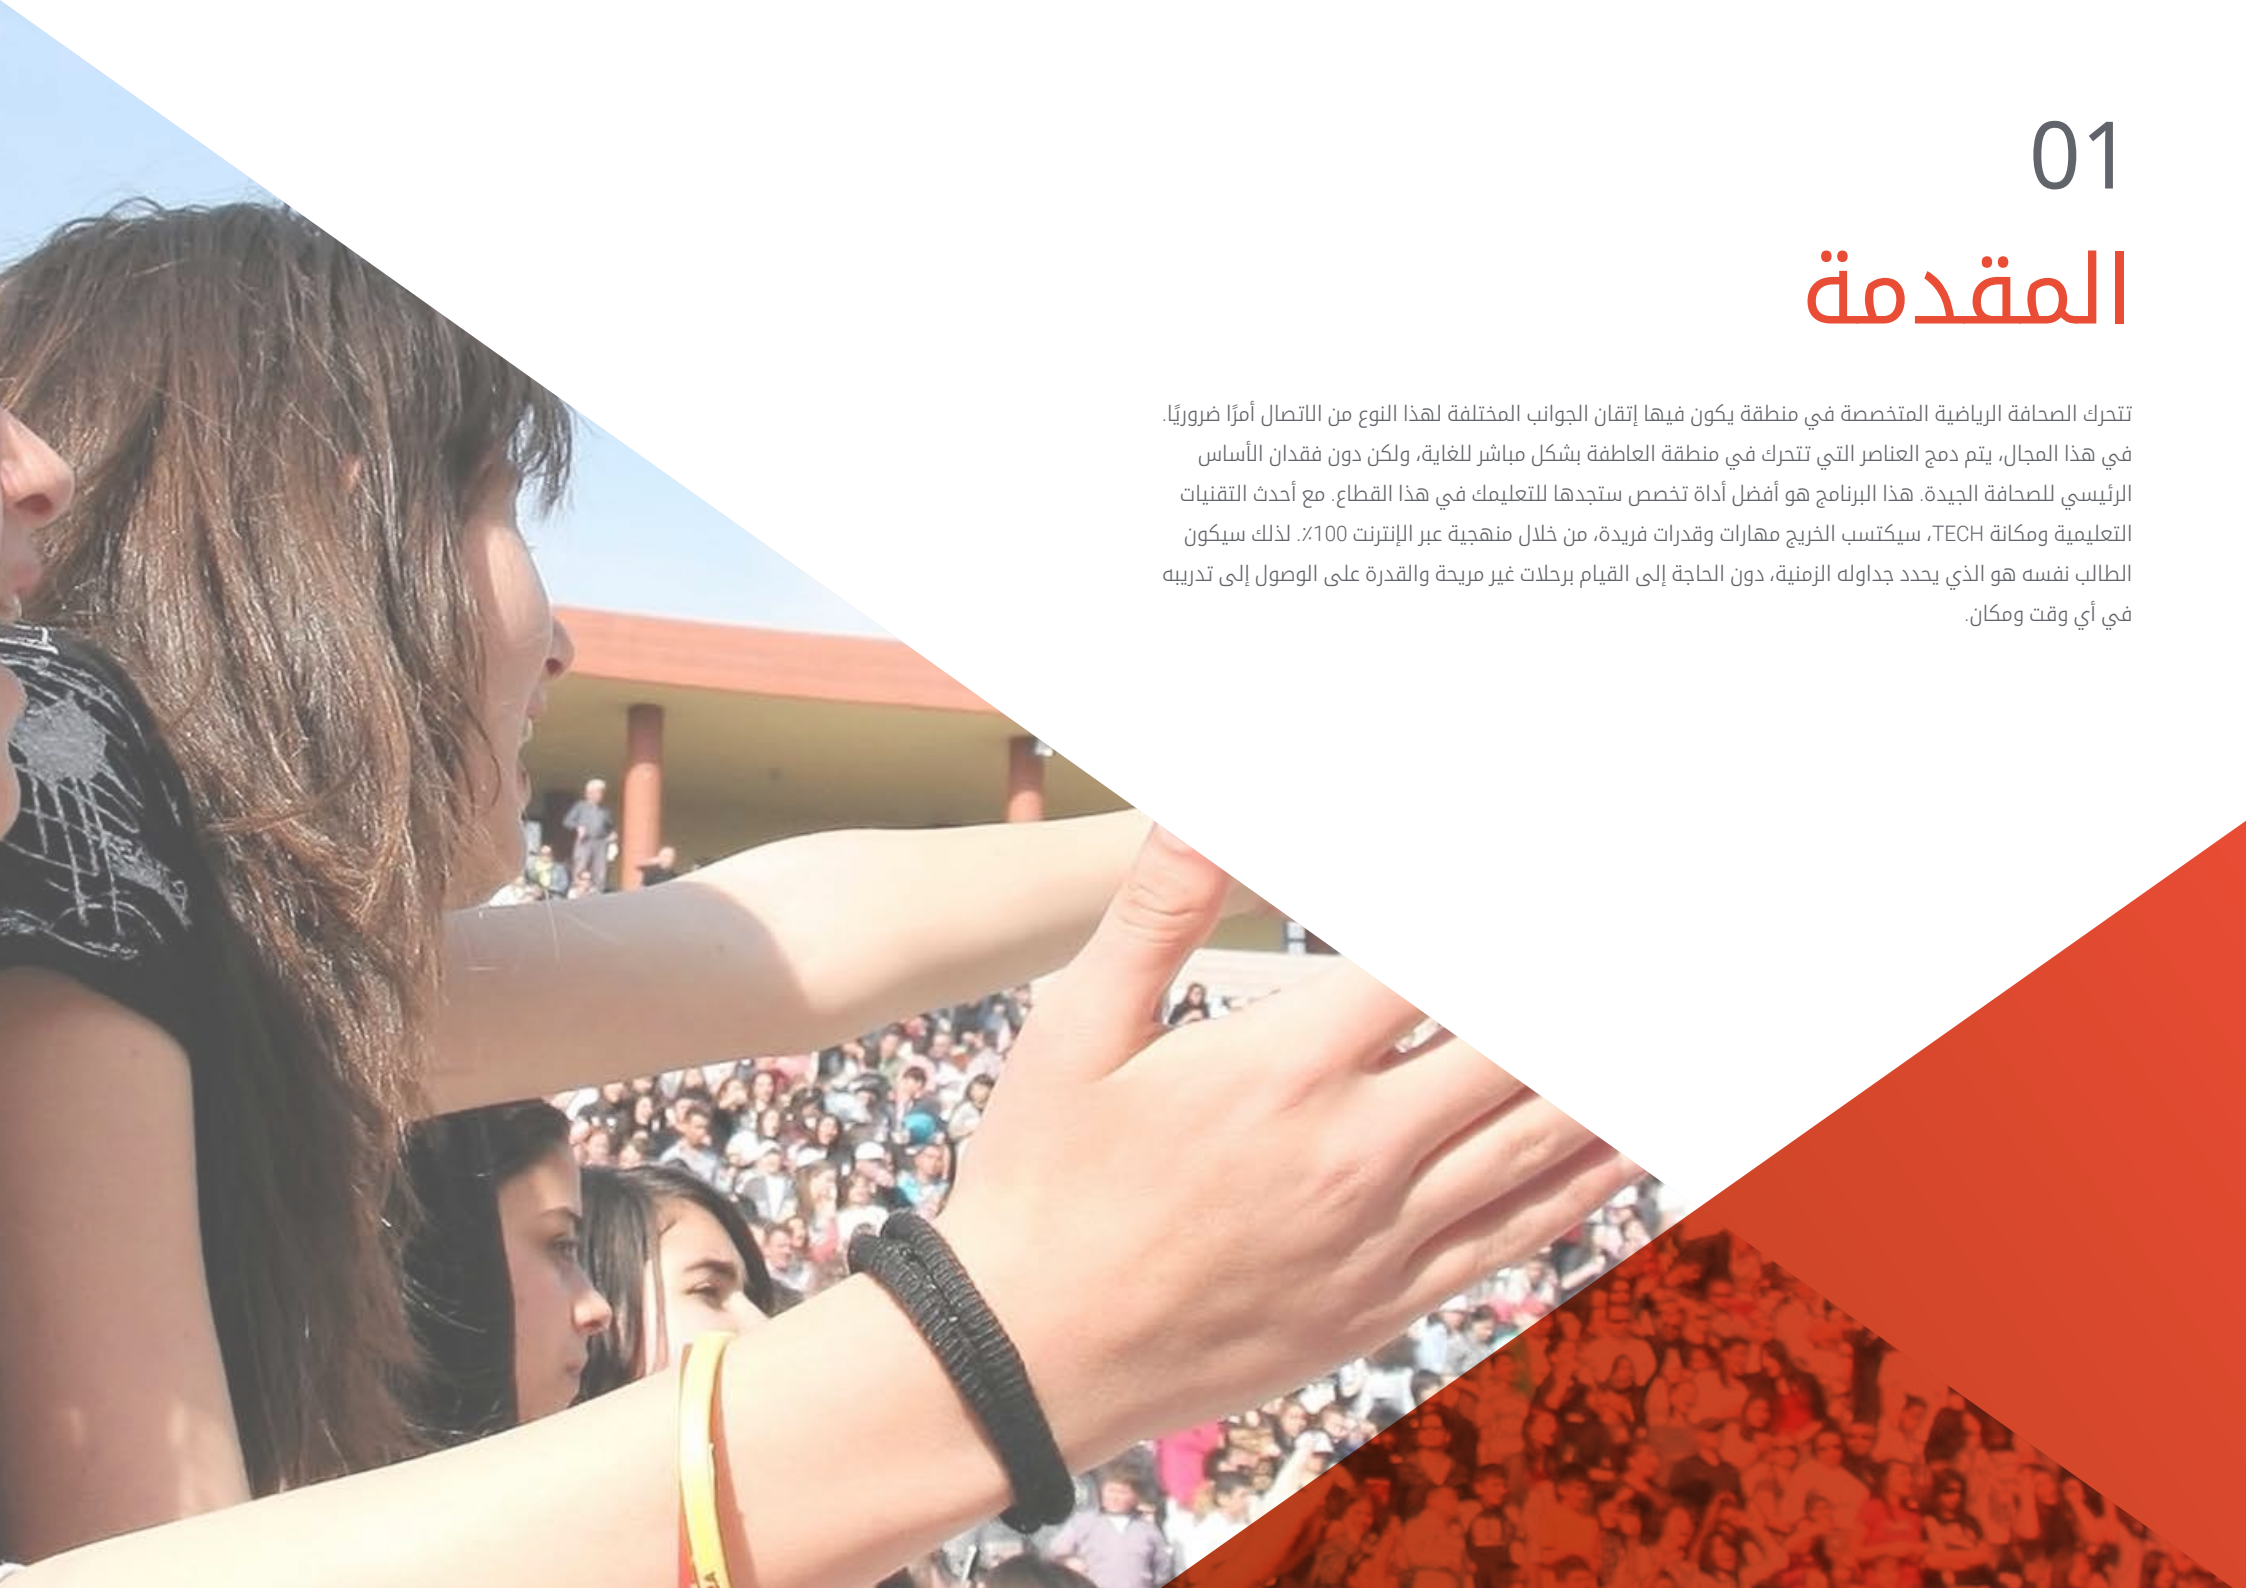 01
المقدمة
تتحرك الصحافة الرياضية المتخصصة في منطقة يكون فيها إتقان الجوانب المختلفة لهذا النوع من الاتصال أمرًا ضروريًا.
في هذا المجال، يتم دمج العناصر التي تتحرك في منطقة العاطفة بشكل مباشر للغاية، ولكن دون فقدان الأساس
الرئيسي للصحافة الجيدة. هذا البرنامج هو أفضل أداة تخصص ستجدها للتعليمك في هذا القطاع. مع أحدث التقنيات
التعليمية ومكانة TECH، سيكتسب الخريج مهارات وقدرات فريدة، من خلال منهجية عبر الإنترنت 100٪. لذلك سيكون
الطالب نفسه هو الذي يحدد جداوله الزمنية، دون الحاجة إلى القيام برحلات غير مريحة والقدرة على الوصول إلى تدريبه
في أي وقت ومكان.